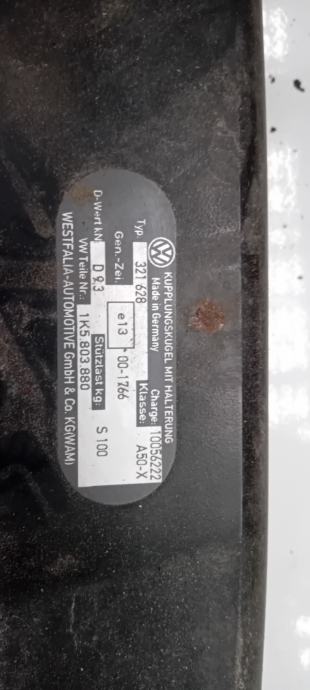 KUPPLUNGSKUGEL MIT HALTERUNG
Made in Germany Charge: 10056222
Typ. 321 628 Klasse: A50-X
Gen.-Zei. e13 00-1766
D-Wert kN D 9,3 Stützlast kg: S 100
VW Teile Nr.: 1K5.803.880
WESTFALIA-AUTOMOTIVE GmbH & Co. KG(WAM)